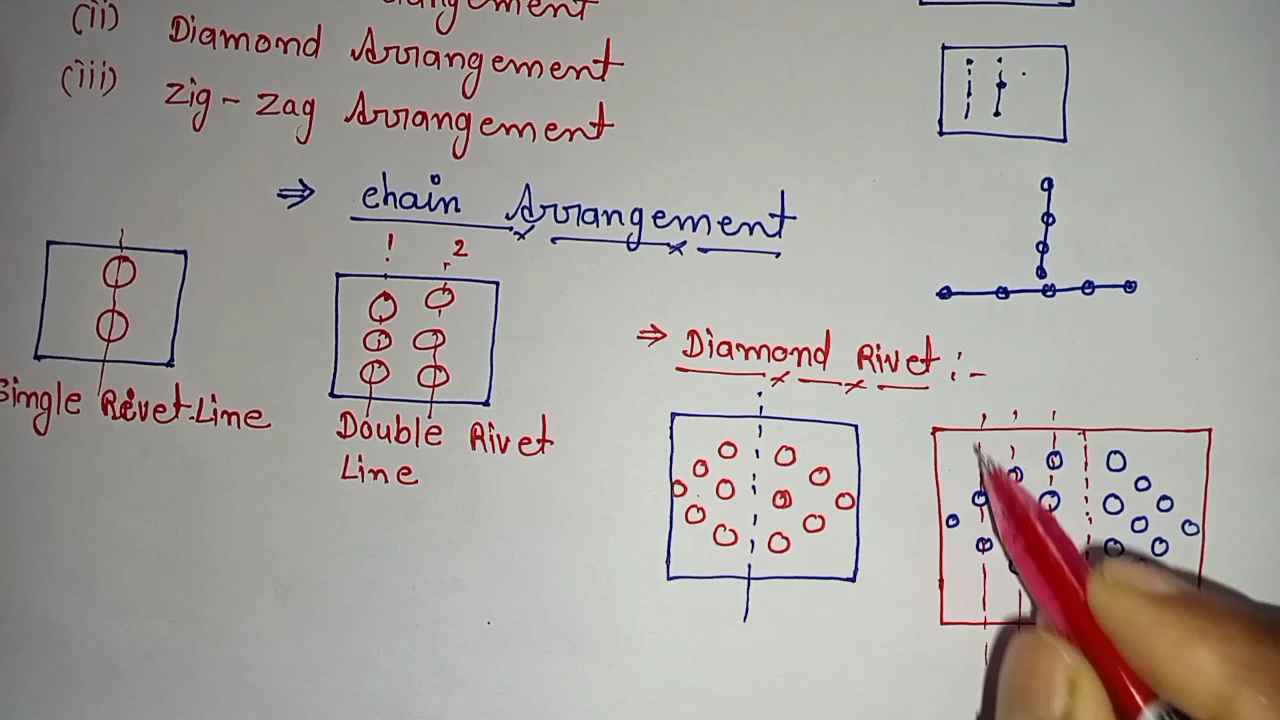 (ii) Diamond Arrangement
(iii) Zig-Zag Arrangement
⇒ chain Arrangement
1 2
Single Rivet-Line
Double Rivet
Line
⇒ Diamond Rivet :-